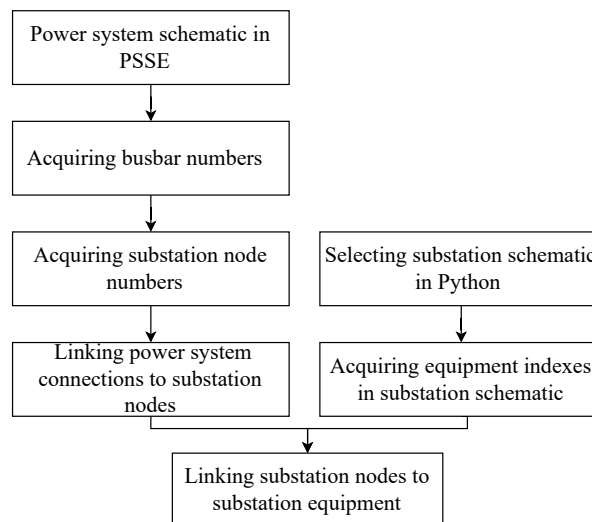 Power system schematic in
PSSE
Acquiring busbar numbers
Acquiring substation node
numbers
Selecting substation schematic
in Python
Linking power system
connections to substation
nodes
Acquiring equipment indexes
in substation schematic
Linking substation nodes to
substation equipment